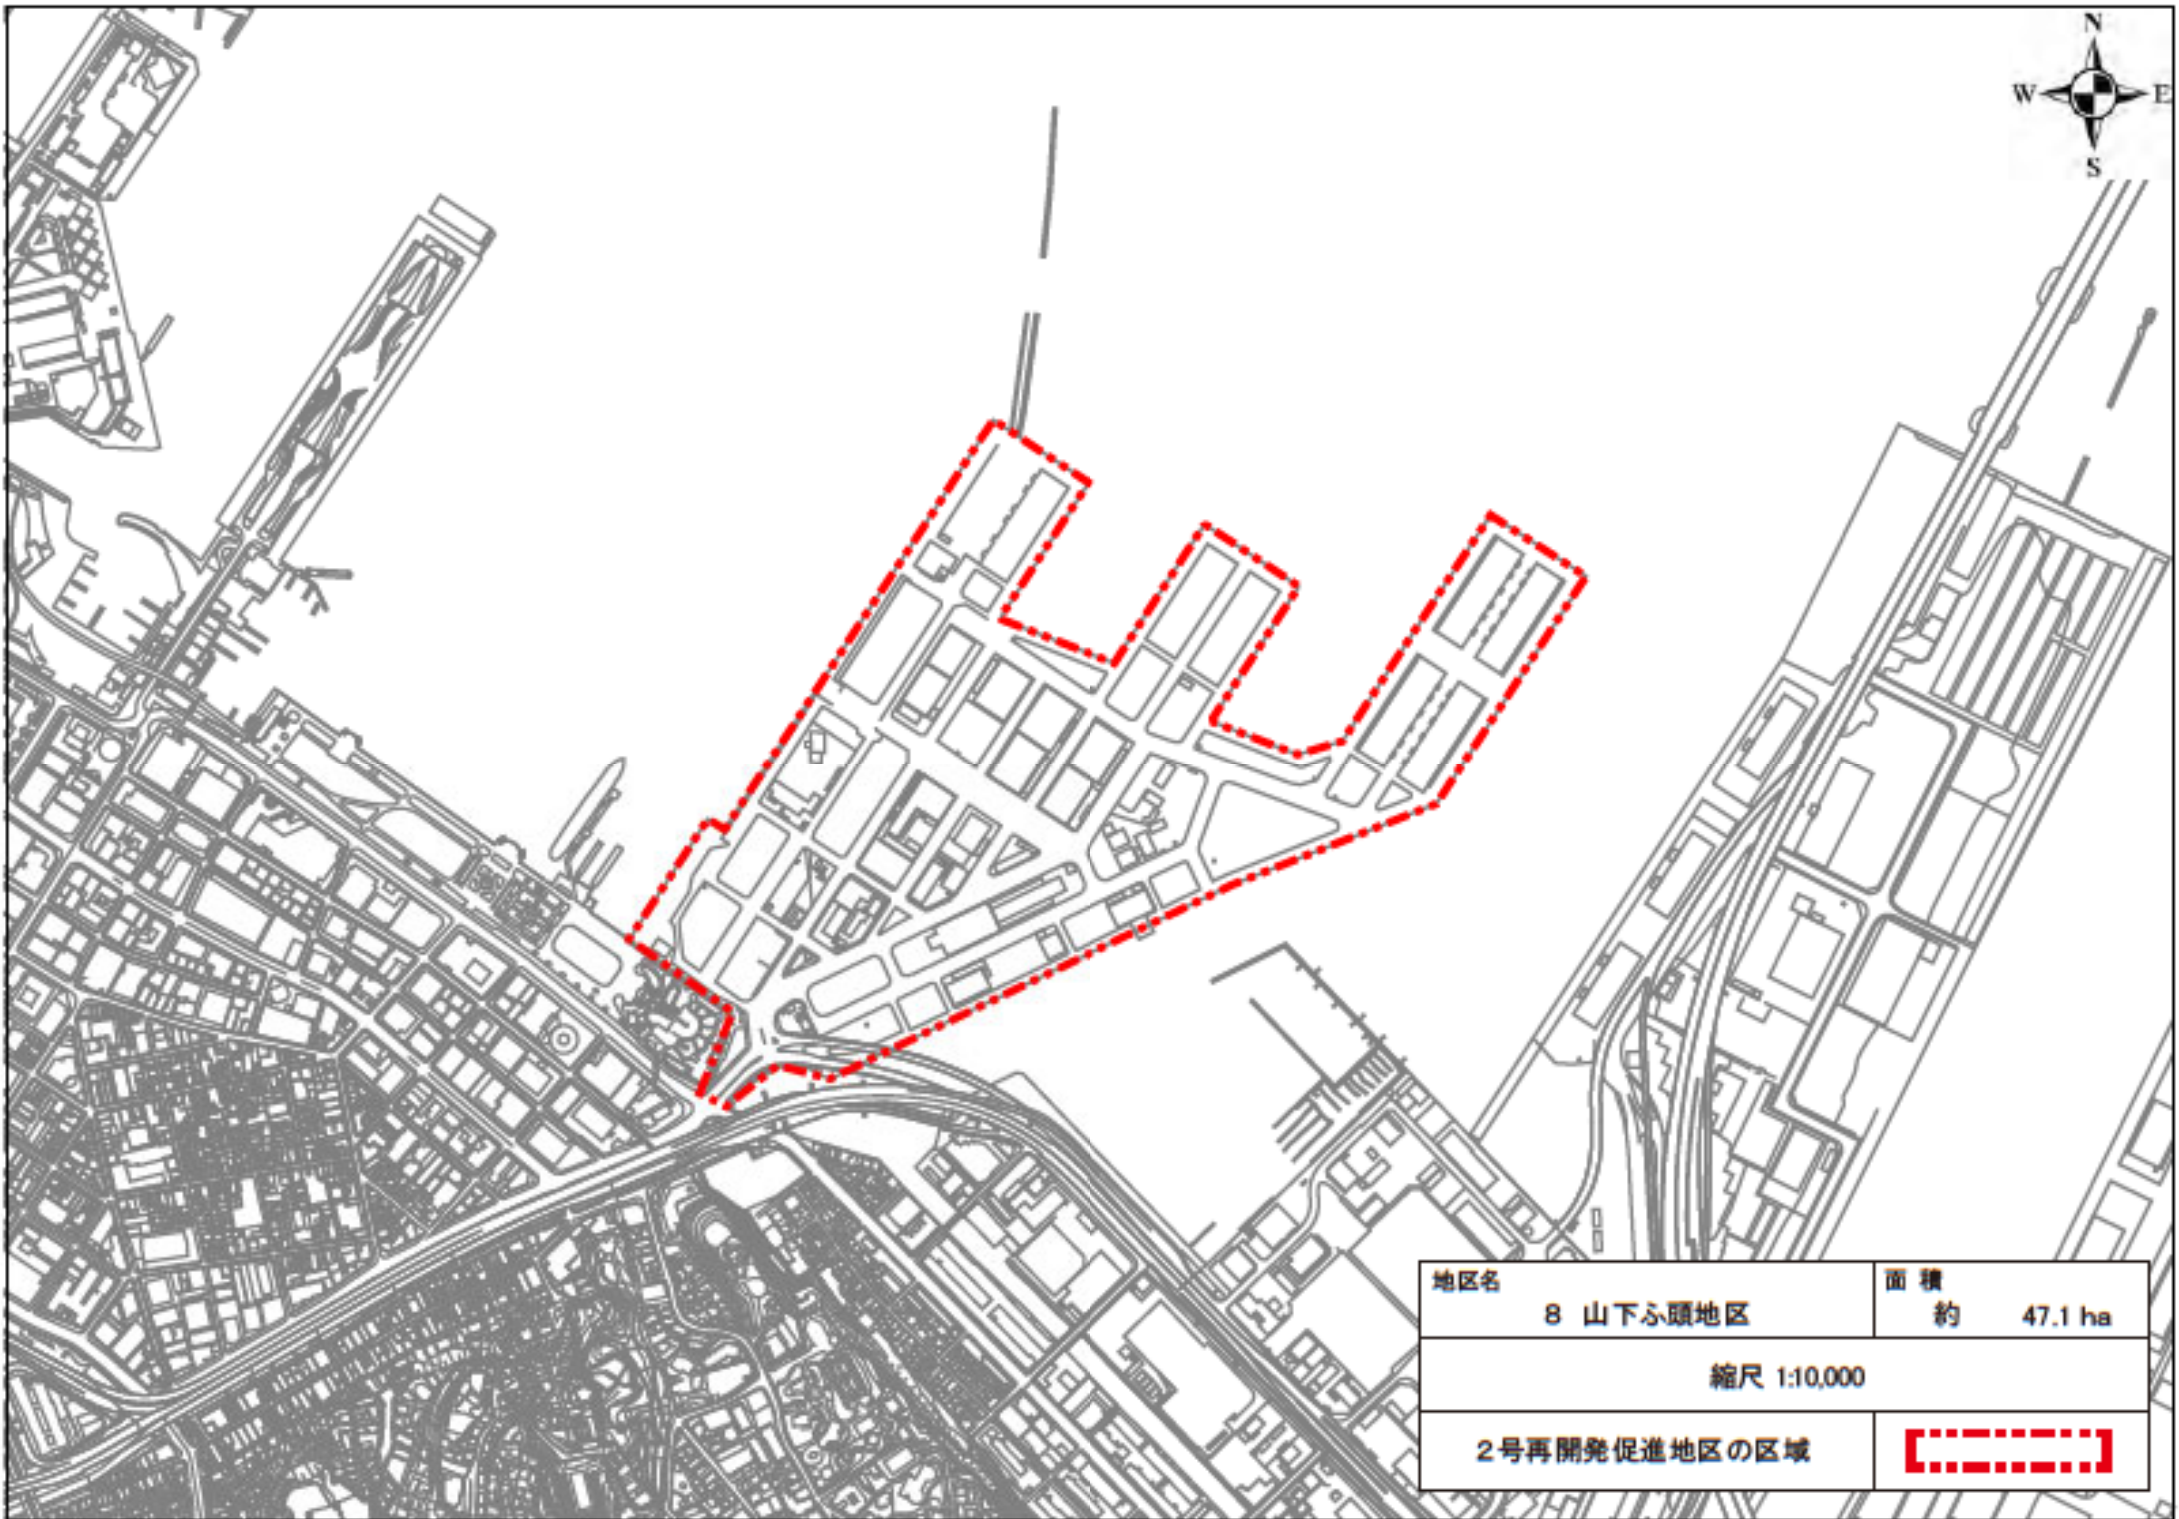 N
W E
S
地区名
8 山下ふ頭地区
面 積
約 47.1 ha
縮尺 1:10,000
2号再開発促進地区の区域